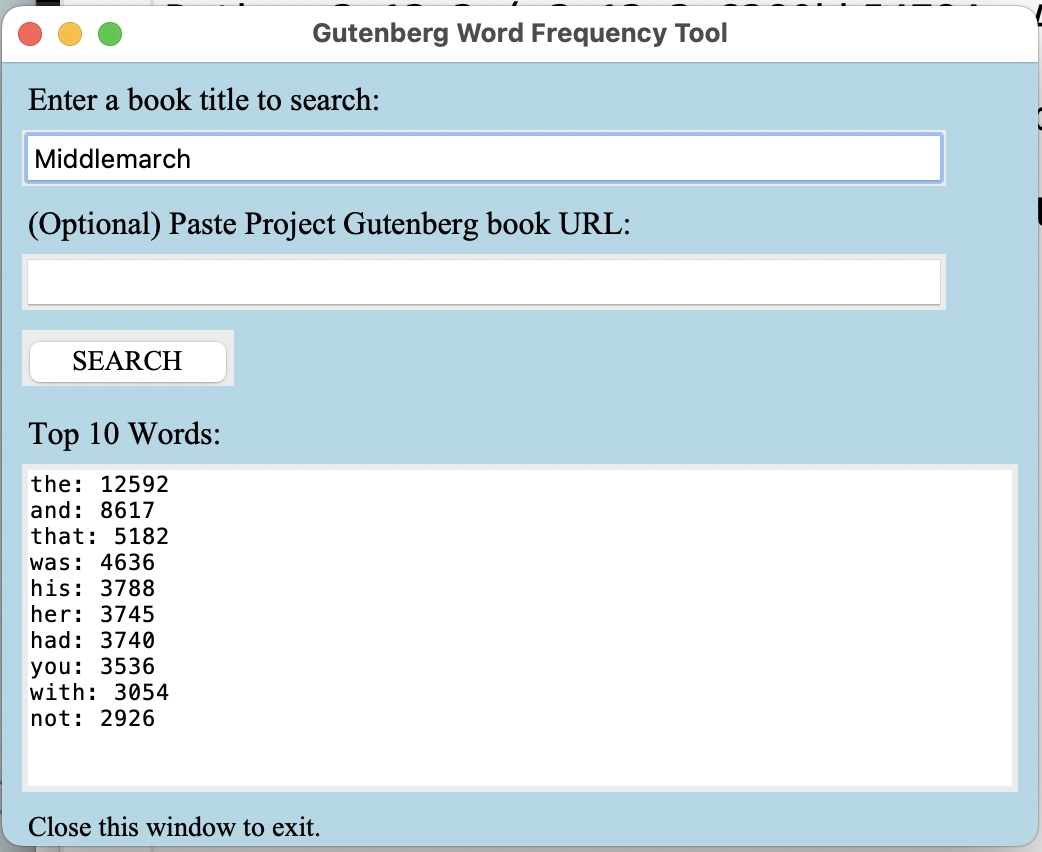 Gutenberg Word Frequency Tool
Enter a book title to search:
Middlemarch
(Optional) Paste Project Gutenberg book URL:
SEARCH
Top 10 Words:
the: 12592
and: 8617
that: 5182
was: 4636
his: 3788
her: 3745
had: 3740
you: 3536
with: 3054
not: 2926
Close this window to exit.